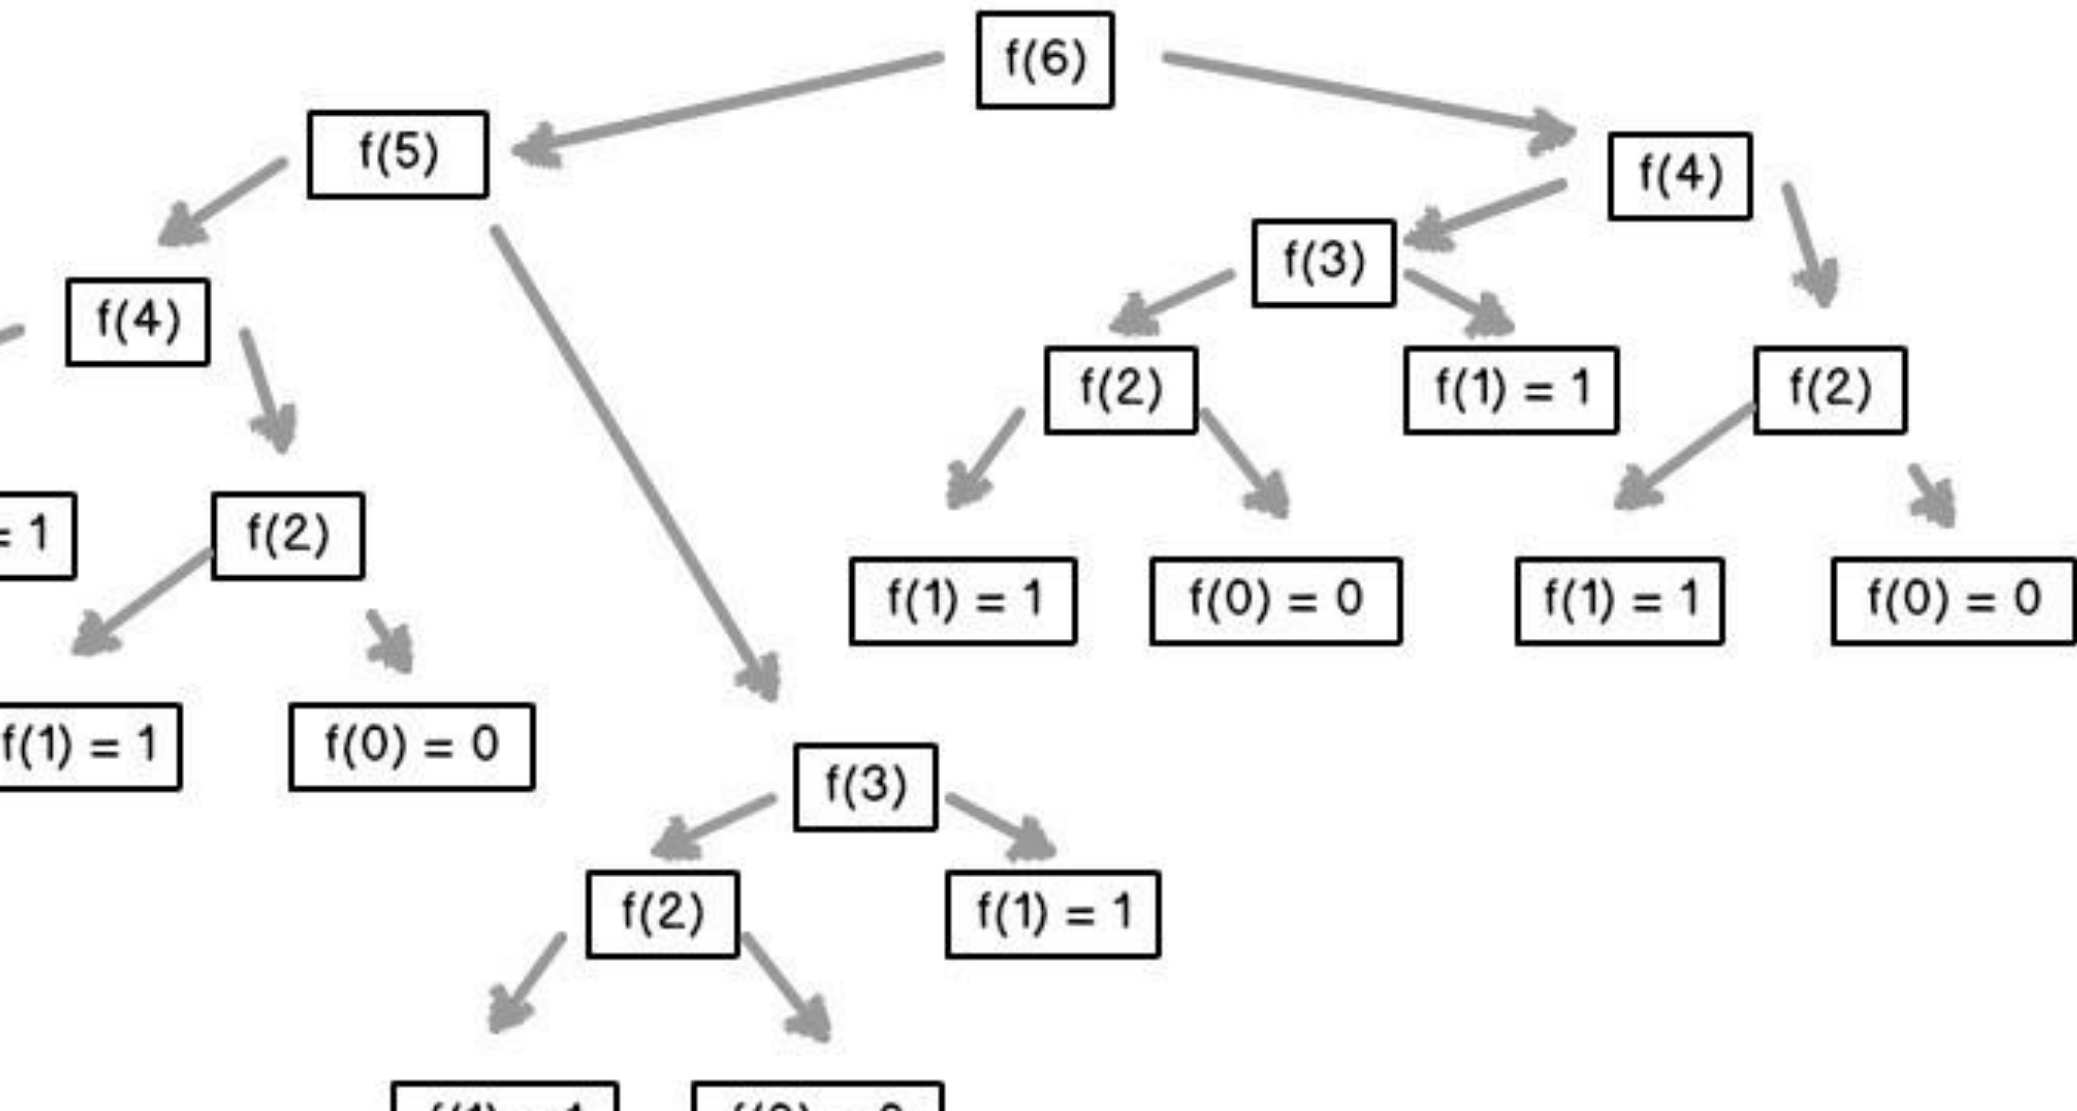 f(6)
f(5)
f(4)
f(3)
f(4)
f(2)
f(1) = 1
f(2)
= 1
f(2)
f(1) = 1
f(0) = 0
f(1) = 1
f(0) = 0
f(1) = 1
f(0) = 0
f(3)
f(2)
f(1) = 1